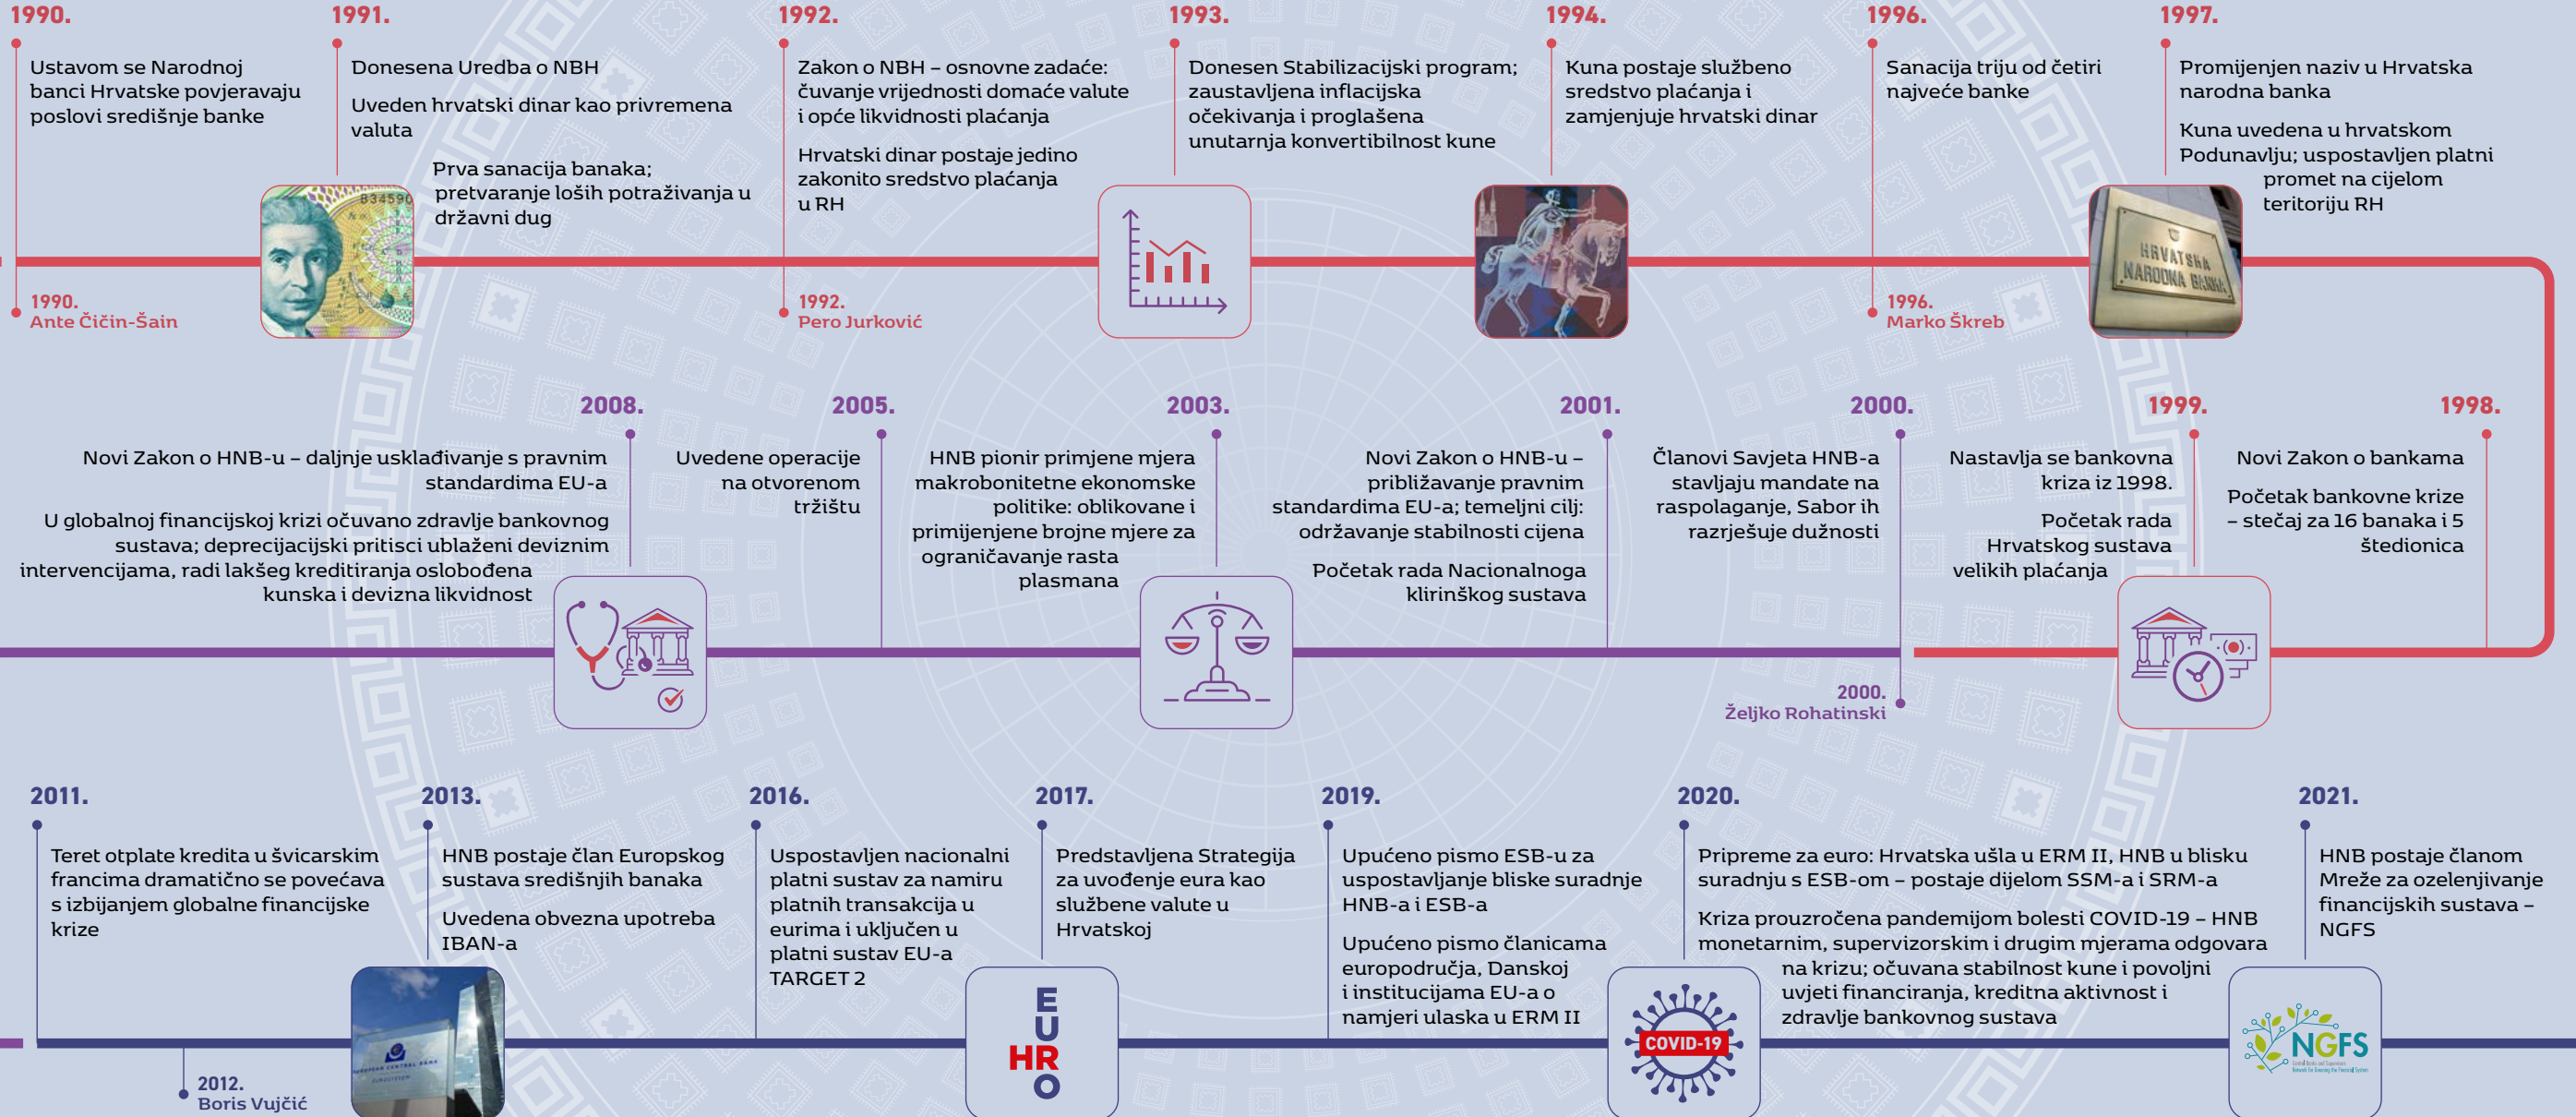 1990.
Ustavom se Narodnoj
banci Hrvatske povjeravaju
poslovi središnje banke
1990.
Ante Čičin-Šain
1991.
Donesena Uredba o NBH
Uveden hrvatski dinar kao privremena
valuta
Prva sanacija banaka;
pretvaranje loših potraživanja u
državni dug
1992.
Zakon o NBH – osnovne zadaće:
čuvanje vrijednosti domaće valute
i opće likvidnosti plaćanja
Hrvatski dinar postaje jedino
zakonito sredstvo plaćanja
u RH
1992.
Pero Jurković
1993.
Donesen Stabilizacijski program;
zaustavljena inflacijska
očekivanja i proglašena
unutarnja konvertibilnost kune
1994.
Kuna postaje službeno
sredstvo plaćanja i
zamjenjuje hrvatski dinar
1996.
Sanacija triju od četiri
najveće banke
1996.
Marko Škreb
1997.
Promijenjen naziv u Hrvatska
narodna banka
Kuna uvedena u hrvatskom
Podunavlju; uspostavljen platni
promet na cijelom
teritoriju RH
HRVATSKA
NARODNA BANKA
1998.
Novi Zakon o bankama
Početak bankovne krize
– stečaj za 16 banaka i 5
štedionica
1999.
Nastavlja se bankovna
kriza iz 1998.
Početak rada
Hrvatskog sustava
velikih plaćanja
2000.
Članovi Savjeta HNB-a
stavljaju mandate na
raspolaganje, Sabor ih
razrješuje dužnosti
2000.
Željko Rohatinski
2001.
Novi Zakon o HNB-u –
približavanje pravnim
standardima EU-a; temeljni cilj:
održavanje stabilnosti cijena
Početak rada Nacionalnoga
klirinškog sustava
2003.
HNB pionir primjene mjera
makrobonitetne ekonomske
politike: oblikovane i
primijenjene brojne mjere za
ograničavanje rasta
plasmana
2005.
Uvedene operacije
na otvorenom
tržištu
2008.
Novi Zakon o HNB-u – daljnje usklađivanje s pravnim
standardima EU-a
U globalnoj financijskoj krizi očuvano zdravlje bankovnog
sustava; deprecijacijski pritisci ublaženi deviznim
intervencijama, radi lakšeg kreditiranja oslobođena
kunska i devizna likvidnost
2011.
Teret otplate kredita u švicarskim
francima dramatično se povećava
s izbijanjem globalne financijske
krize
2012.
Boris Vujčić
2013.
HNB postaje član Europskog
sustava središnjih banaka
Uvedena obvezna upotreba
IBAN-a
EUROPEAN CENTRAL BANK
EUROSYSTEM
2016.
Uspostavljen nacionalni
platni sustav za namiru
platnih transakcija u
eurima i uključen u
platni sustav EU-a
TARGET 2
2017.
Predstavljena Strategija
za uvođenje eura kao
službene valute u
Hrvatskoj
E
U
HR
O
2019.
Upućeno pismo ESB-u za
uspostavljanje bliske suradnje
HNB-a i ESB-a
Upućeno pismo članicama
europodručja, Danskoj
i institucijama EU-a o
namjeri ulaska u ERM II
2020.
Pripreme za euro: Hrvatska ušla u ERM II, HNB u blisku
suradnju s ESB-om – postaje dijelom SSM-a i SRM-a
Kriza prouzročena pandemijom bolesti COVID-19 – HNB
monetarnim, supervizorskim i drugim mjerama odgovara
na krizu; očuvana stabilnost kune i povoljni
uvjeti financiranja, kreditna aktivnost i
zdravlje bankovnog sustava
COVID-19
2021.
HNB postaje članom
Mreže za ozelenjivanje
financijskih sustava –
NGFS
NGFS
Central Banks and Supervisors
Network for Greening the Financial System